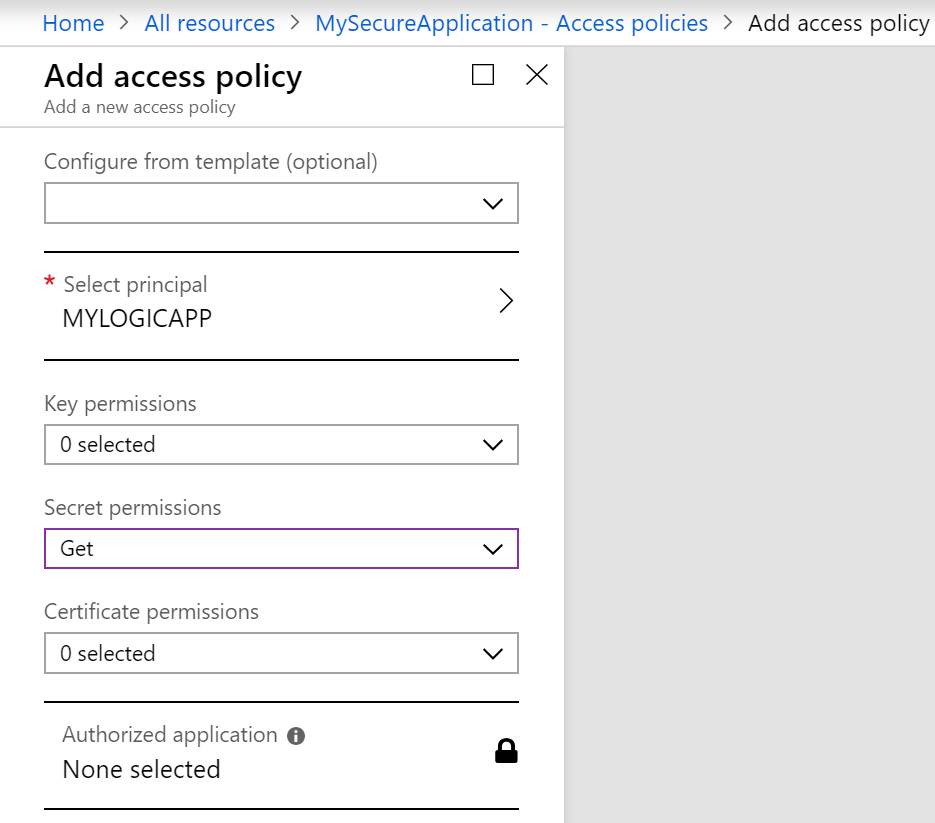 Home > All resources > MySecureApplication - Access policies > Add access policy
Add access policy
Add a new access policy
Configure from template (optional)
* Select principal
MYLOGICAPP
Key permissions
0 selected
Secret permissions
Get
Certificate permissions
0 selected
Authorized application
None selected